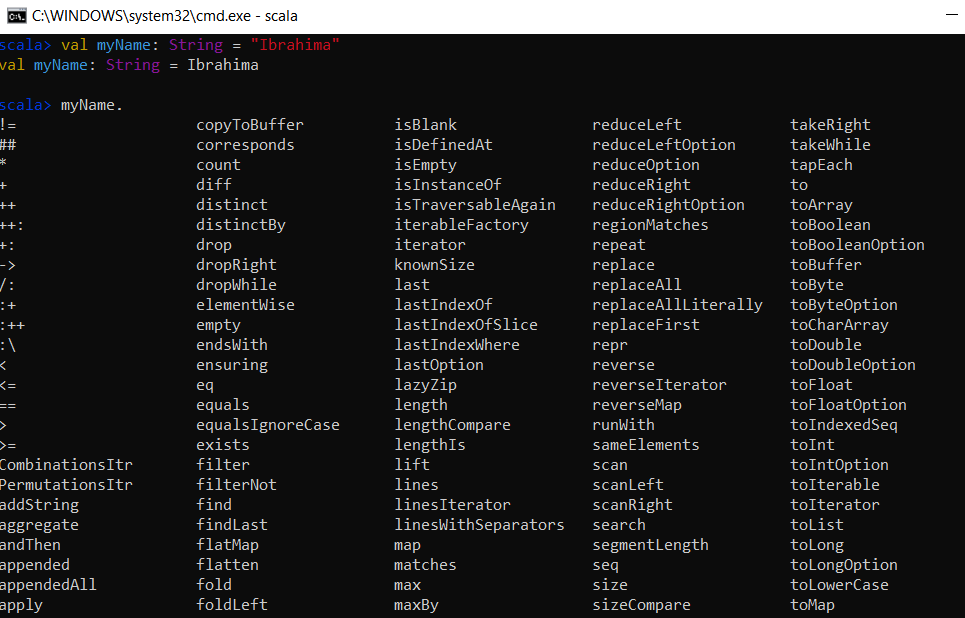 C:\WINDOWS\system32\cmd.exe - scala
scala> val myName: String = "Ibrahima"
val myName: String = Ibrahima
scala> myName.
!= copyToBuffer isBlank reduceLeft takeRight
## corresponds isDefinedAt reduceLeftOption takeWhile
* count isEmpty reduceOption tapEach
+ diff isInstanceOf reduceRight to
++ distinct isTraversableAgain reduceRightOption toArray
++: distinctBy iterableFactory regionMatches toBoolean
+: drop iterator repeat toBooleanOption
-> dropRight knownSize replace toBuffer
/: dropWhile last replaceAll toByte
:+ elementWise lastIndexOf replaceAllLiterally toByteOption
:++ empty lastIndexOfSlice replaceFirst toCharArray
:\ endsWith lastIndexWhere repr toDouble
< ensuring lastOption reverse toDoubleOption
<= eq lazyZip reverseIterator toFloat
== equals length reverseMap toFloatOption
> equalsIgnoreCase lengthCompare runWith toIndexedSeq
>= exists lengthIs sameElements toInt
CombinationsItr filter lift scan toIntOption
PermutationsItr filterNot lines scanLeft toIterable
addString find linesIterator scanRight toIterator
aggregate findLast linesWithSeparators search toList
andThen flatMap map segmentLength toLong
appended flatten matches seq toLongOption
appendedAll fold max size toLowerCase
apply foldLeft maxBy sizeCompare toMap